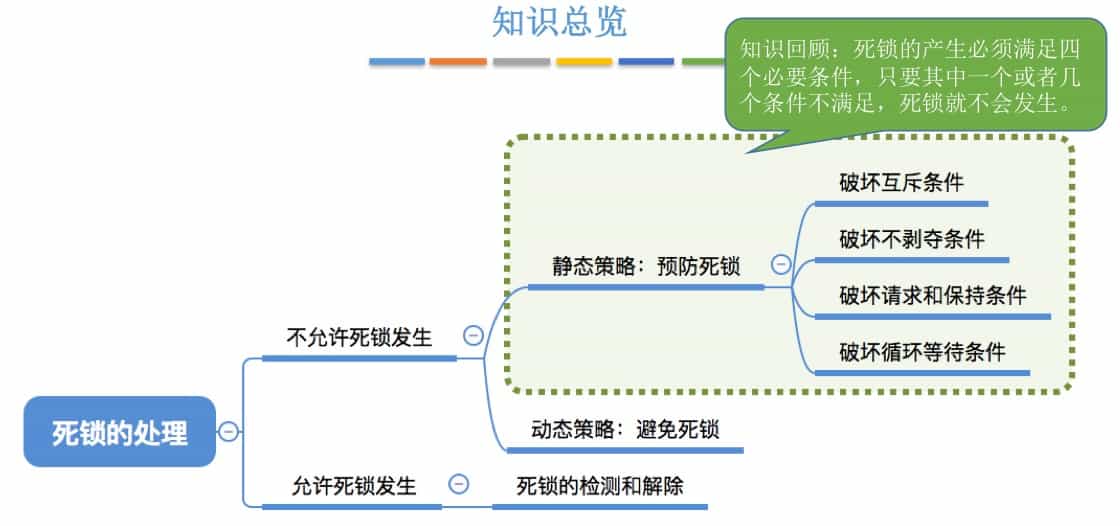 知识总览
知识回顾：死锁的产生必须满足四
个必要条件，只要其中一个或者几
个条件不满足，死锁就不会发生。
破坏互斥条件
破坏不剥夺条件
静态策略：预防死锁
破坏请求和保持条件
不允许死锁发生
破坏循环等待条件
死锁的处理
动态策略：避免死锁
允许死锁发生
死锁的检测和解除